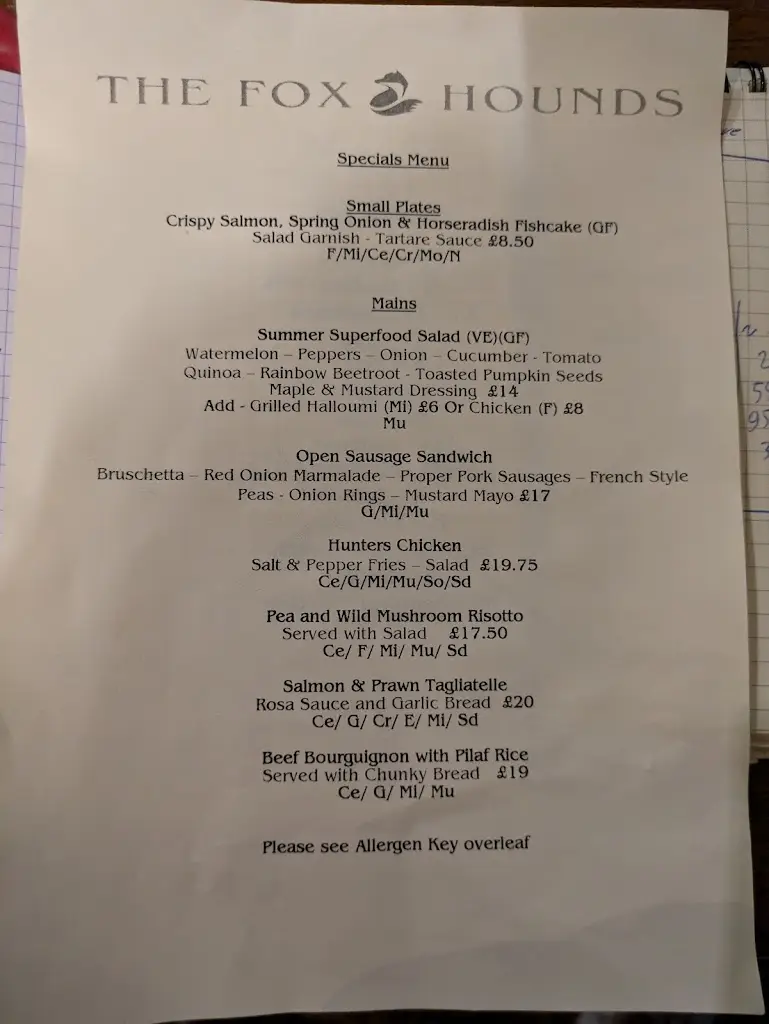 THE FOX HOUNDS
Specials Menu
Small Plates
Crispy Salmon, Spring Onion & Horseradish Fishcake (GF)
Salad Garnish - Tartare Sauce £8.50
F/Mi/Ce/Cr/Mo/N
Mains
Summer Superfood Salad (VE)(GF)
Watermelon – Peppers – Onion – Cucumber - Tomato
Quinoa – Rainbow Beetroot - Toasted Pumpkin Seeds
Maple & Mustard Dressing £14
Add - Grilled Halloumi (Mi) £6 Or Chicken (F) £8
Mu
Open Sausage Sandwich
Bruschetta – Red Onion Marmalade – Proper Pork Sausages – French Style
Peas - Onion Rings – Mustard Mayo £17
G/Mi/Mu
Hunters Chicken
Salt & Pepper Fries – Salad £19.75
Ce/G/Mi/Mu/So/Sd
Pea and Wild Mushroom Risotto
Served with Salad £17.50
Ce/ F/ Mi/ Mu/ Sd
Salmon & Prawn Tagliatelle
Rosa Sauce and Garlic Bread £20
Ce/ G/ Cr/ E/ Mi/ Sd
Beef Bourguignon with Pilaf Rice
Served with Chunky Bread £19
Ce/ G/ Mi/ Mu
Please see Allergen Key overleaf